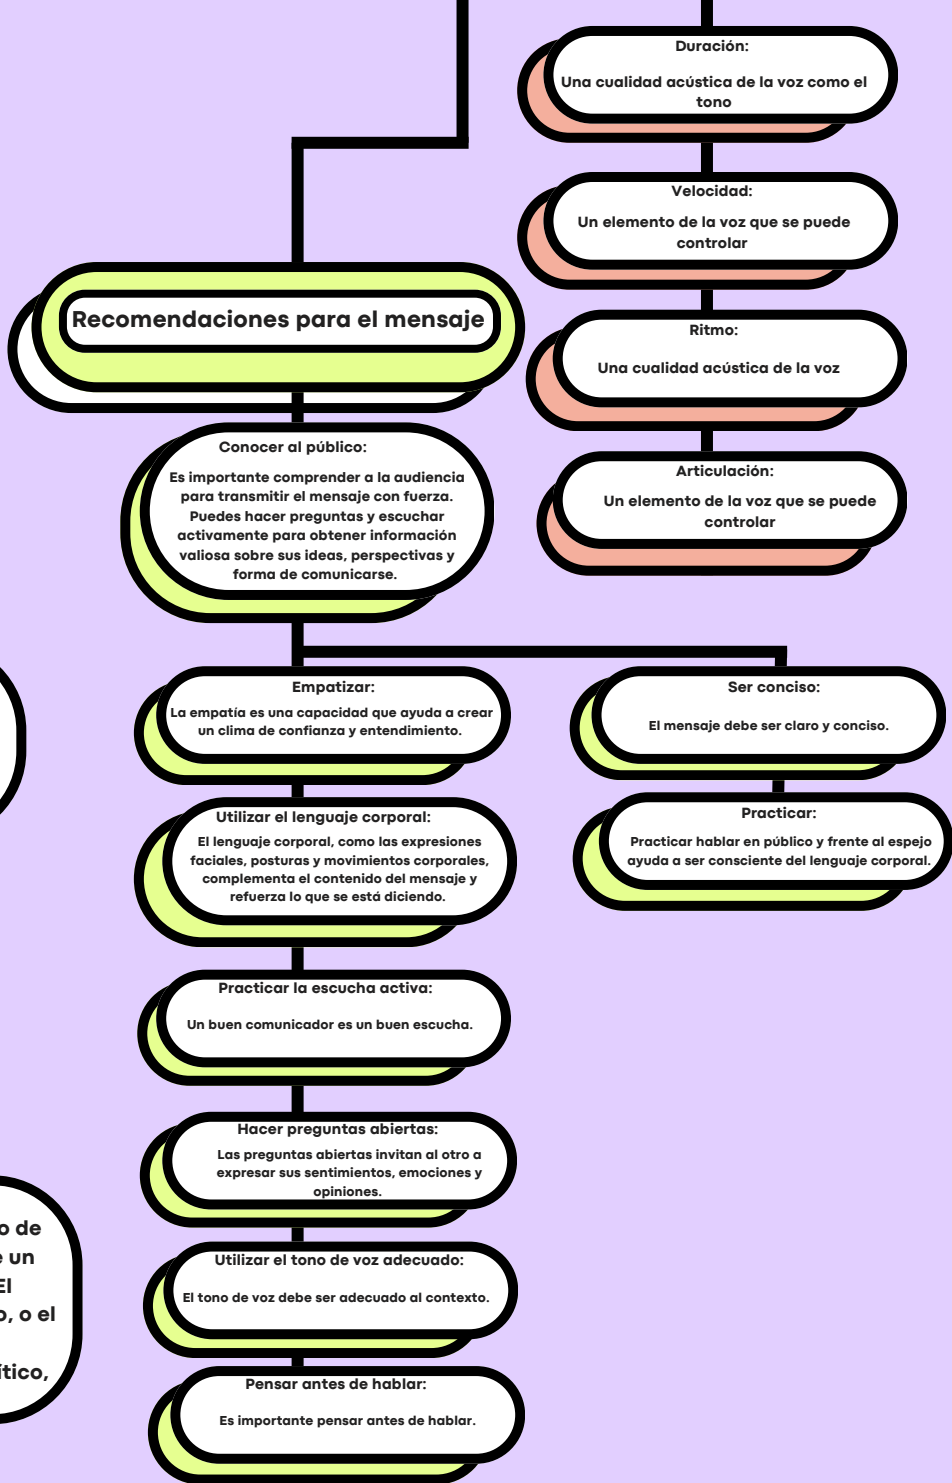 Duración:
Una cualidad acústica de la voz como el
tono
Velocidad:
Un elemento de la voz que se puede
controlar
Ritmo:
Una cualidad acústica de la voz
Articulación:
Un elemento de la voz que se puede
controlar
Recomendaciones para el mensaje
Conocer al público:
Es importante comprender a la audiencia
para transmitir el mensaje con fuerza.
Puedes hacer preguntas y escuchar
activamente para obtener información
valiosa sobre sus ideas, perspectivas y
forma de comunicarse.
Empatizar:
La empatía es una capacidad que ayuda a crear
un clima de confianza y entendimiento.
Utilizar el lenguaje corporal:
El lenguaje corporal, como las expresiones
faciales, posturas y movimientos corporales,
complementa el contenido del mensaje y
refuerza lo que se está diciendo.
Practicar la escucha activa:
Un buen comunicador es un buen escucha.
Hacer preguntas abiertas:
Las preguntas abiertas invitan al otro a
expresar sus sentimientos, emociones y
opiniones.
Utilizar el tono de voz adecuado:
El tono de voz debe ser adecuado al contexto.
Pensar antes de hablar:
Es importante pensar antes de hablar.
Ser conciso:
El mensaje debe ser claro y conciso.
Practicar:
Practicar hablar en público y frente al espejo
ayuda a ser consciente del lenguaje corporal.
de
un
El
o el